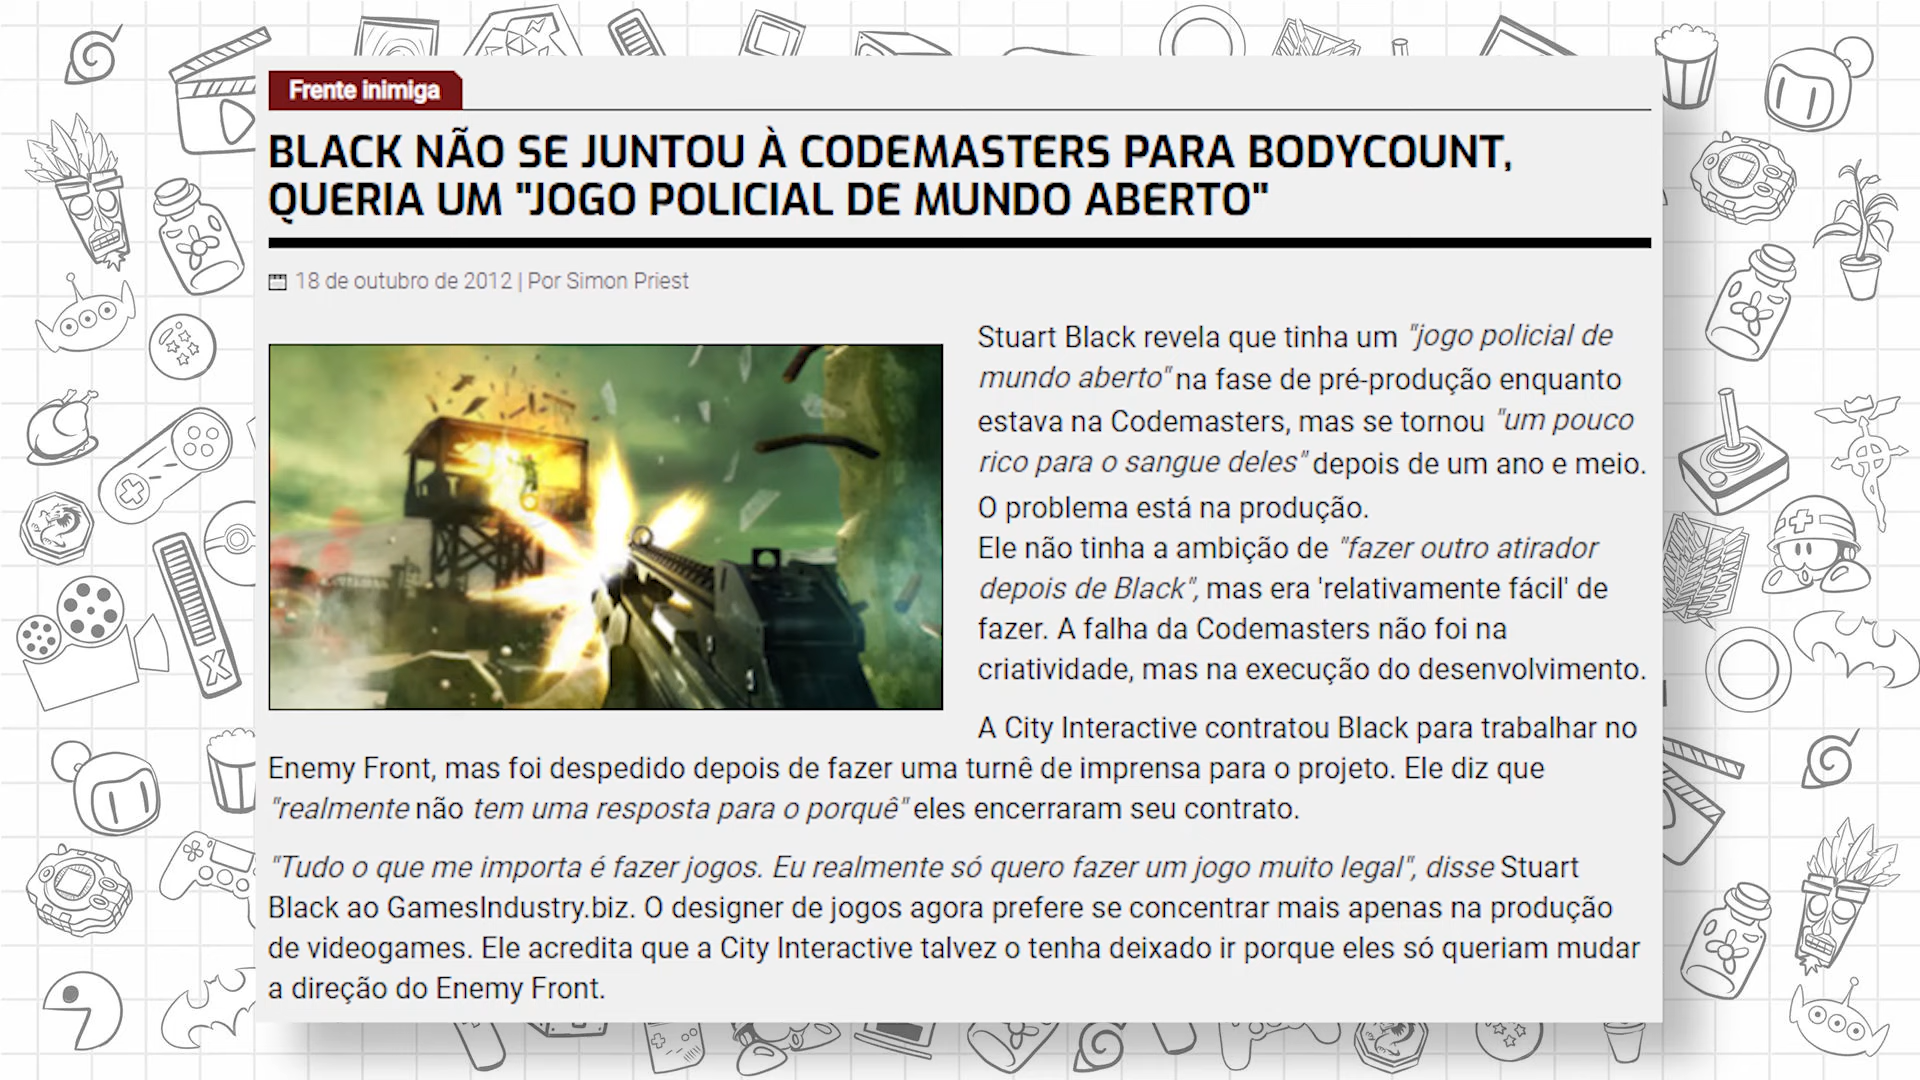 Frente inimiga
BLACK NÃO SE JUNTOU À CODEMASTERS PARA BODYCOUNT,
QUERIA UM "JOGO POLICIAL DE MUNDO ABERTO"
18 de outubro de 2012 | Por Simon Priest
Stuart Black revela que tinha um "jogo policial de
mundo aberto" na fase de pré-produção enquanto
estava na Codemasters, mas se tornou "um pouco
rico para o sangue deles" depois de um ano e meio.
O problema está na produção.
Ele não tinha a ambição de "fazer outro atirador
depois de Black", mas era 'relativamente fácil' de
fazer. A falha da Codemasters não foi na
criatividade, mas na execução do desenvolvimento.
A City Interactive contratou Black para trabalhar no
Enemy Front, mas foi despedido depois de fazer uma turnê de imprensa para o projeto. Ele diz que
"realmente não tem uma resposta para o porquê" eles encerraram seu contrato.
"Tudo o que me importa é fazer jogos. Eu realmente só quero fazer um jogo muito legal", disse Stuart
Black ao GamesIndustry.biz. O designer de jogos agora prefere se concentrar mais apenas na produção
de videogames. Ele acredita que a City Interactive talvez o tenha deixado ir porque eles só queriam mudar
a direção do Enemy Front.